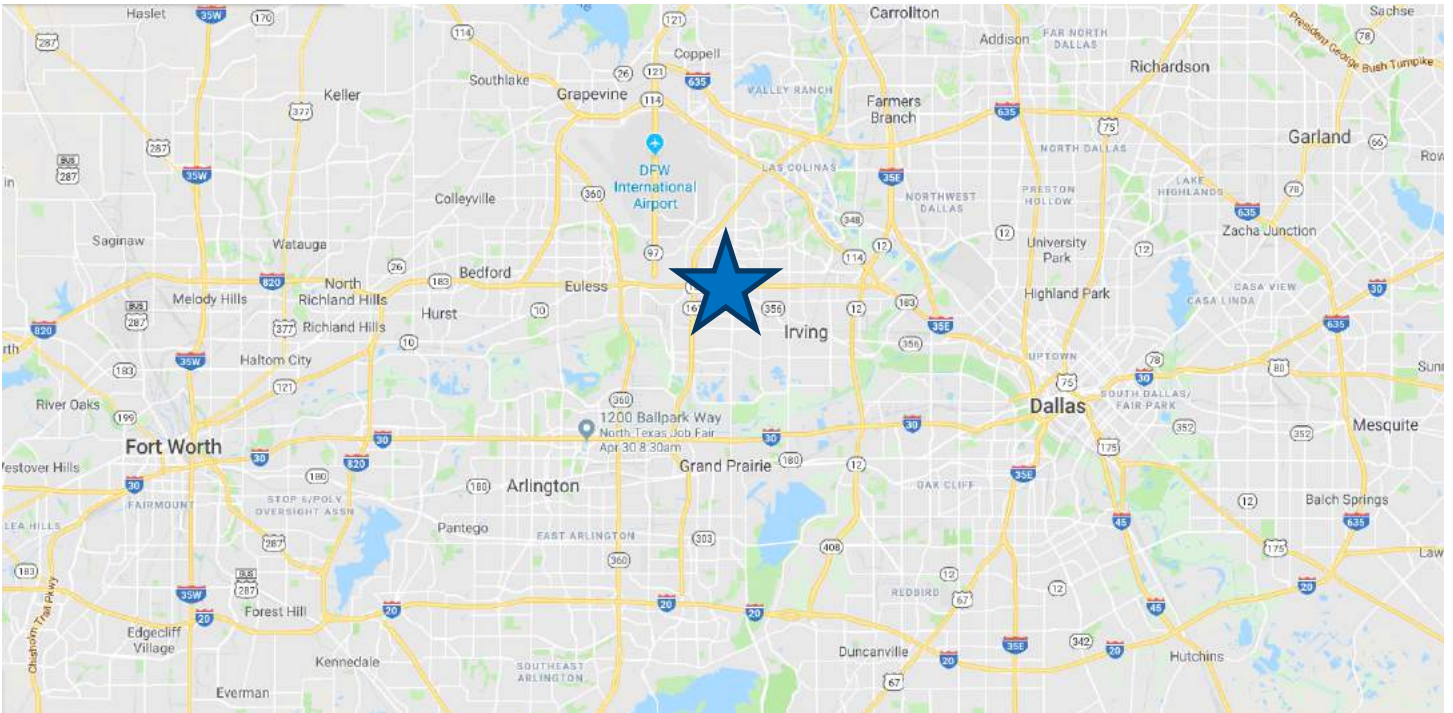 Haslet
35W
170
114
121
Carrollton
Sachse
287
Coppell
Addison
FAR NORTH
DALLAS
78
President George Bush Turnpike
Southlake
26
121
635
Richardson
Keller
Grapevine
114
VALLEY RANCH
Farmers
Branch
377
635
75
Garland
66
287
NORTH DALLAS
BUS
287
35W
DFW
International
Airport
LAS COLINAS
35E
LAKE
HIGHLANDS
78
in
Colleyville
360
NORTHWEST
DALLAS
PRESTON
HOLLOW
635
348
Zacha Junction
Saginaw
Watauga
97
12
12
University
Park
12
26
Bedford
114
820
North
Richland Hills
183
Euless
Highland Park
CASA VIEW
CASA LINDA
30
Melody Hills
BUS
287
Hurst
10
356
12
183
820
377
Richland Hills
Irving
35E
635
rth
35W
Haltom City
10
356
UPTOWN
78
183
121
75
30
80
River Oaks
199
360
1200 Ballpark Way
North Texas Job Fair
Apr 30 8:30am
Dallas
SOUTH DALLAS/
FAIR PARK
352
352
Mesquite
Fort Worth
30
30
30
175
30
820
Grand Prairie
180
12
Westover Hills
30
180
180
Arlington
35E
FAIRMOUNT
STOP 6/POLY
OVERSIGHT ASSN
OAK CLIFF
12
Balch Springs
LEA HILLS
Pantego
EAST ARLINGTON
303
45
635
287
408
175
Law
183
360
BUS
287
12
12
35W
20
Forest Hill
20
20
20
REDBIRD
67
45
20
Chisholm Trail Pkwy
Edgecliff
Village
35E
342
20
Kennedale
SOUTHEAST
ARLINGTON
Duncanville
20
Hutchins
Everman
67